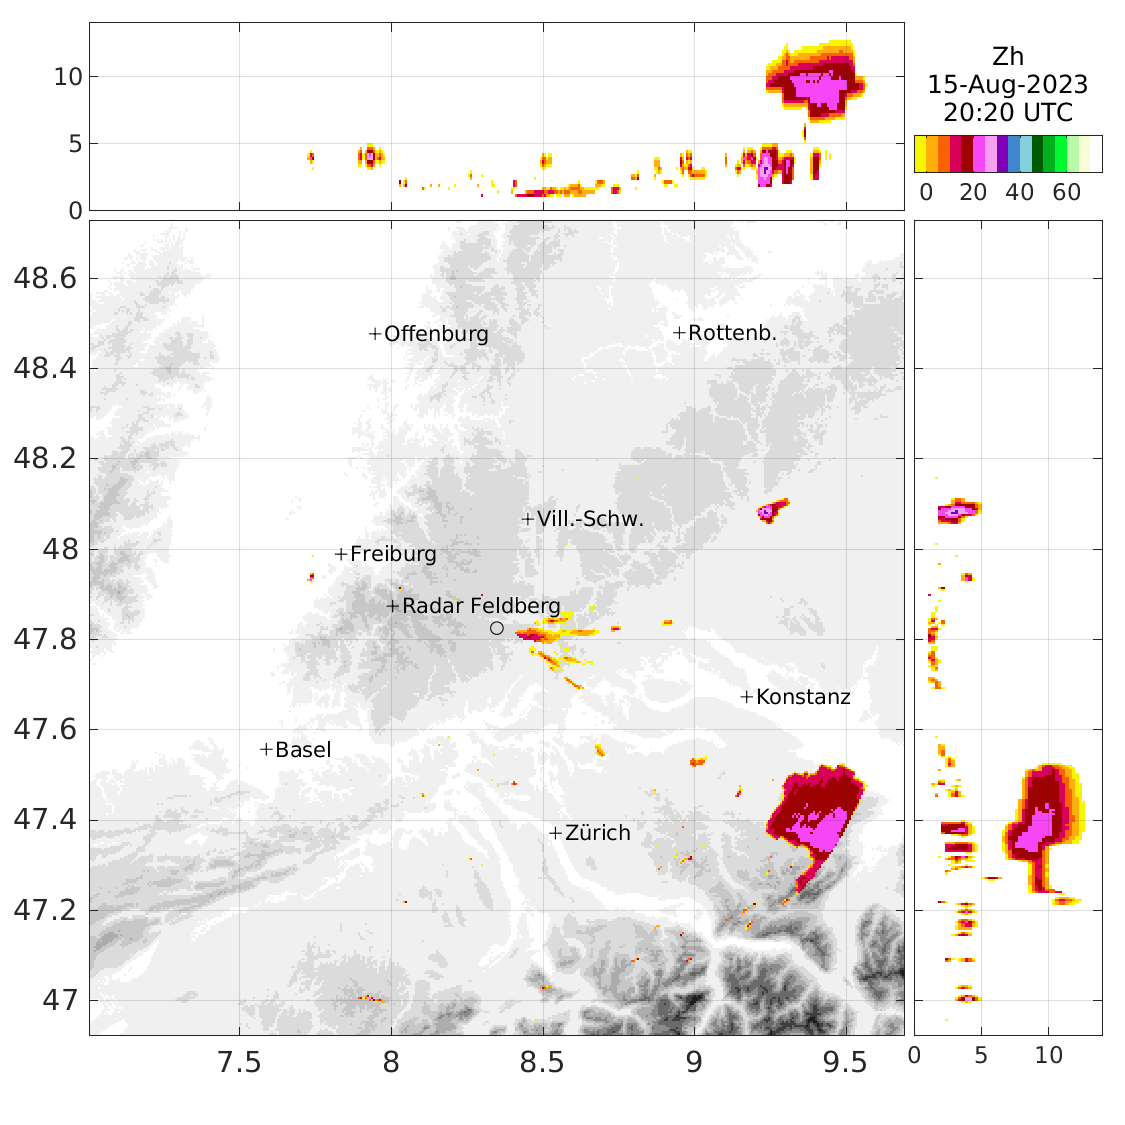 10
5
0
Zh
15-Aug-2023
20:20 UTC
0 20 40 60
48.6
48.4
48.2
48
47.8
47.6
47.4
47.2
47
+Offenburg
+Rottenb.
+Vill.-Schw.
+Freiburg
+Radar Feldberg
+Konstanz
+Basel
+Zürich
7.5 8 8.5 9 9.5
0 5 10